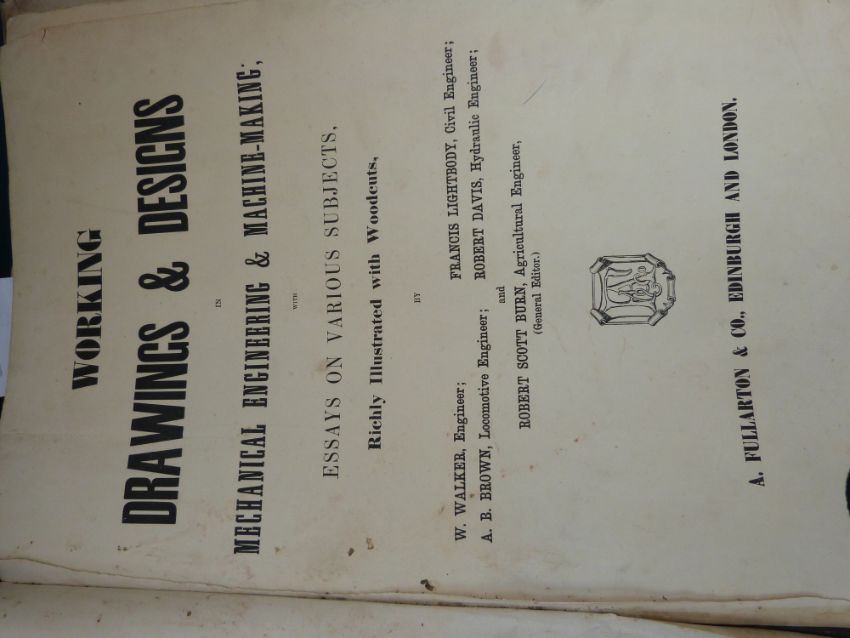 WORKING
DRAWINGS & DESIGNS
IN
MECHANICAL ENGINEERING & MACHINE-MAKING;
WITH
ESSAYS ON VARIOUS SUBJECTS,
Richly Illustrated with Woodcuts,
BY
W. WALKER, Engineer; FRANCIS LIGHTBODY, Civil Engineer;
A. B. BROWN, Locomotive Engineer; ROBERT DAVIS, Hydraulic Engineer;
and
ROBERT SCOTT BURN, Agricultural Engineer,
(General Editor.)
A. FULLARTON & CO., EDINBURGH AND LONDON.